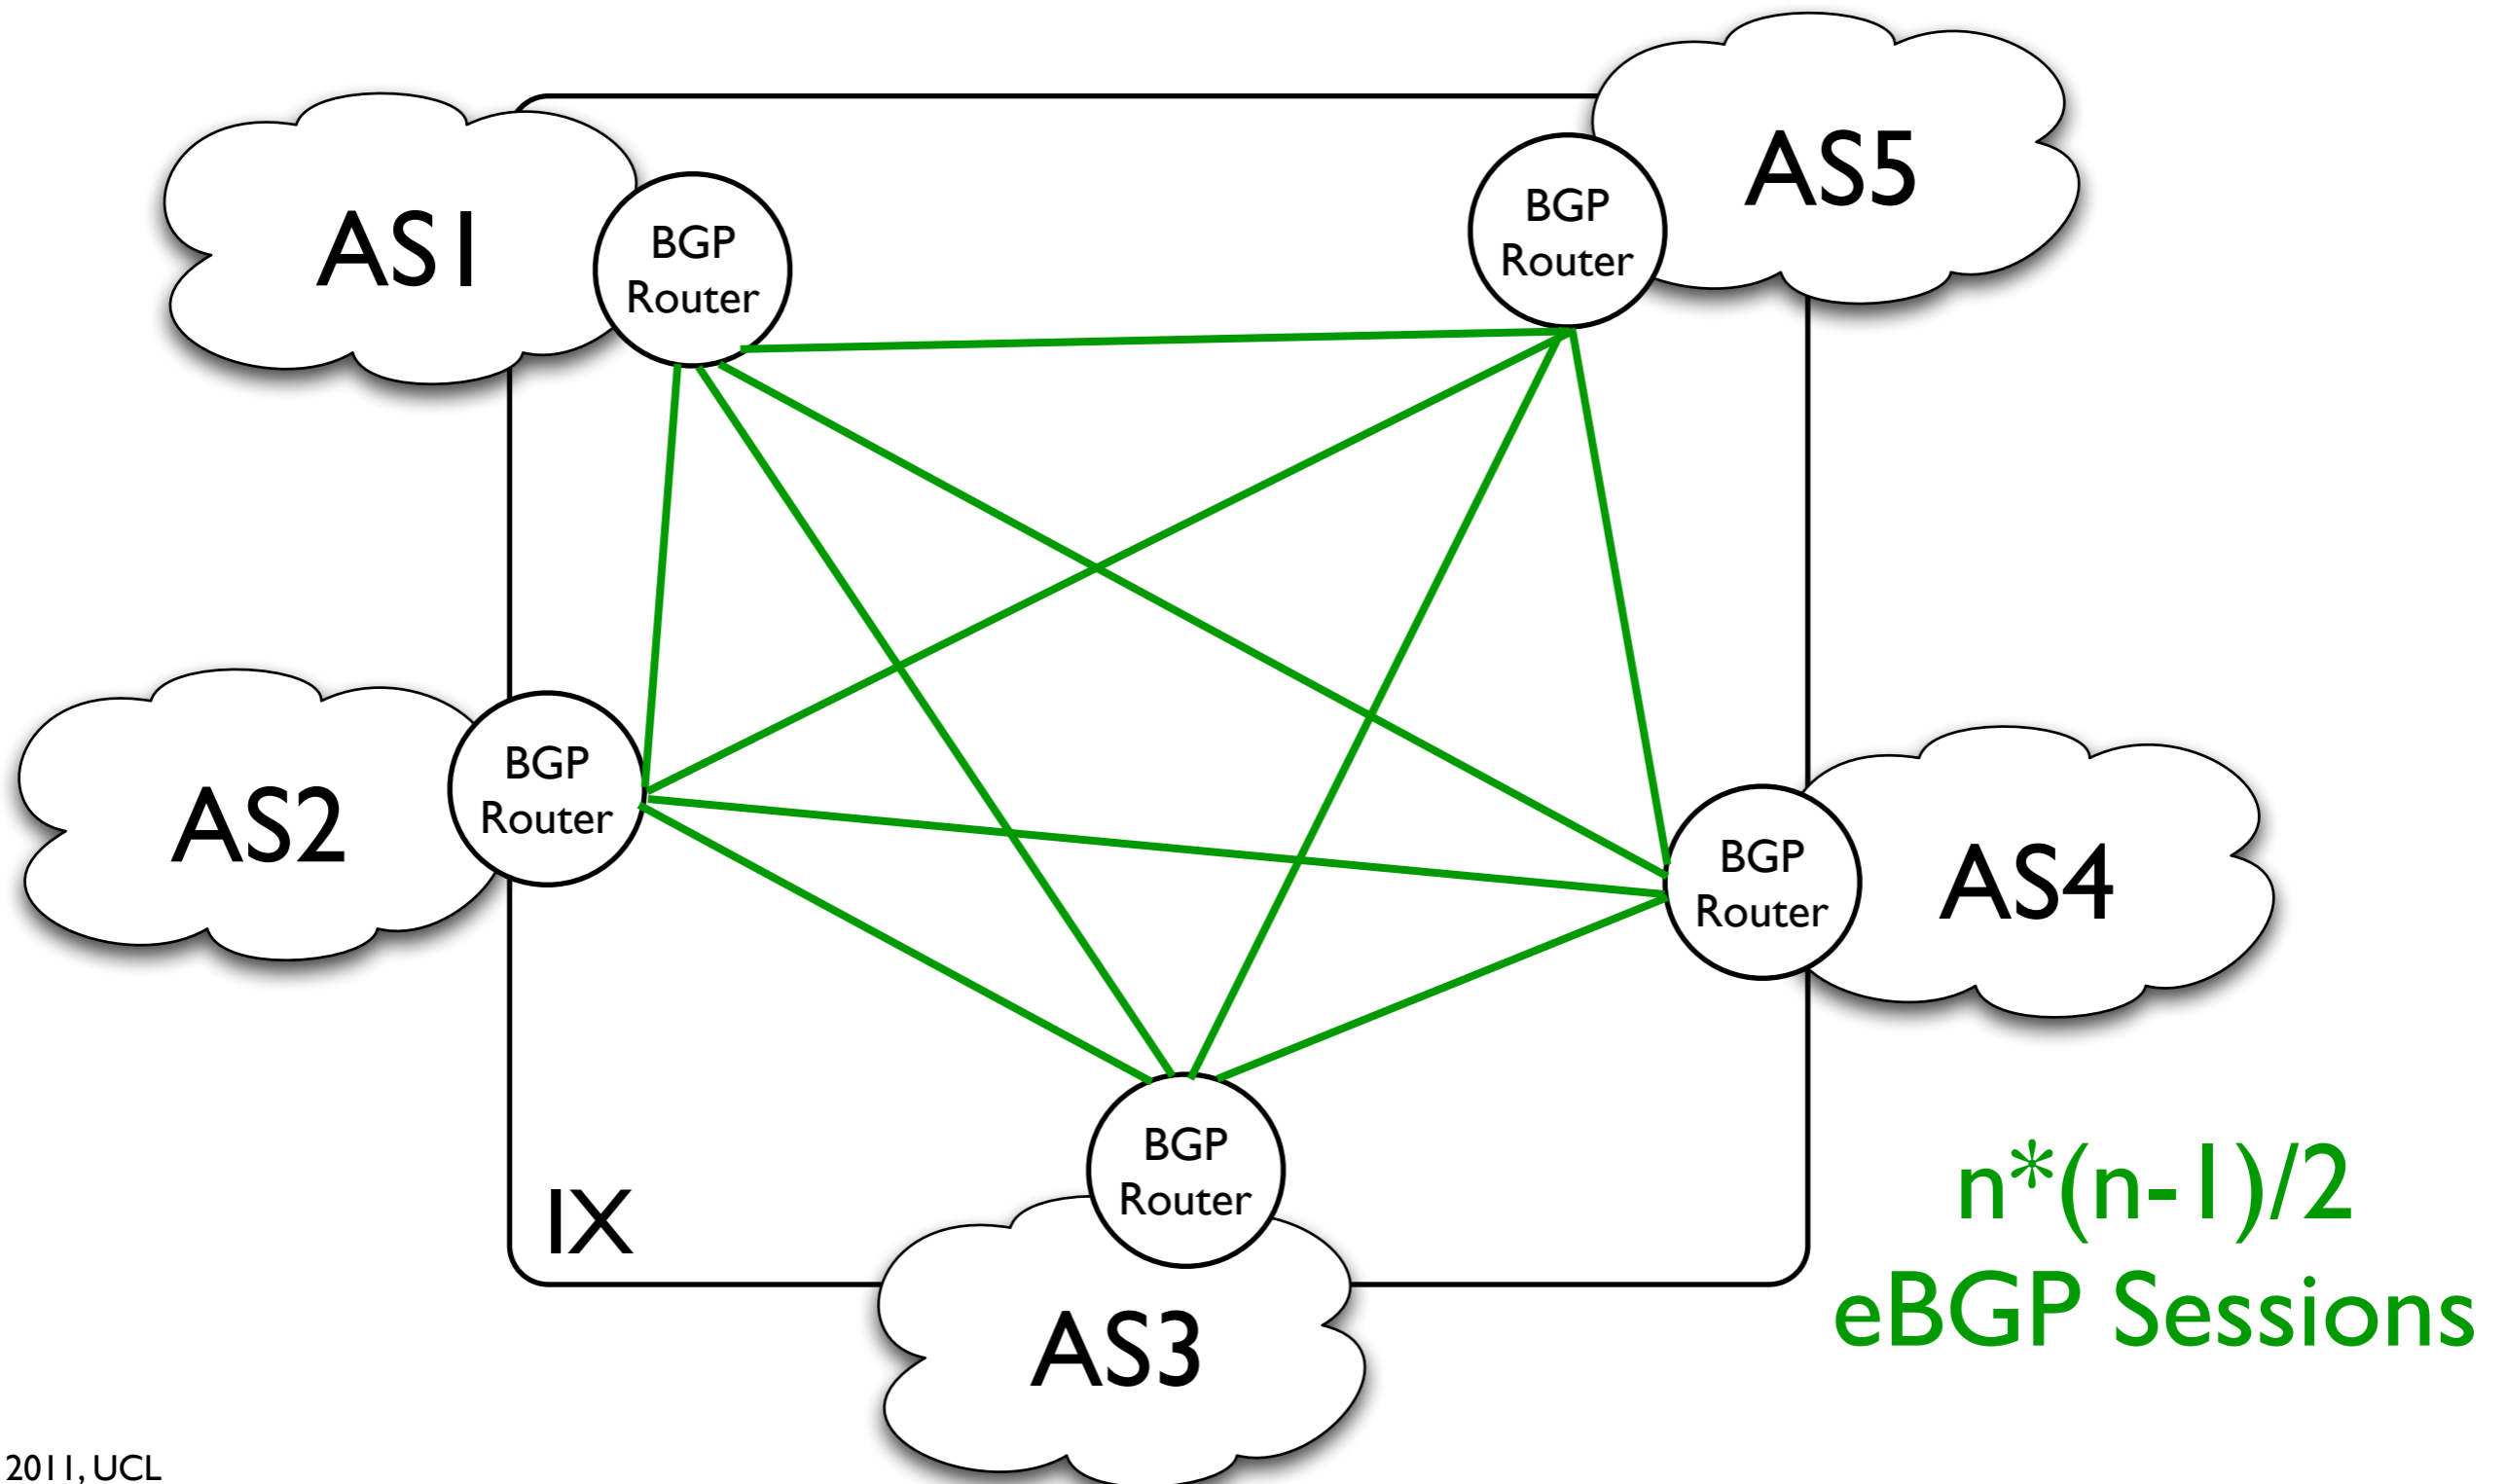 AS5
BGP
Router
AS1
BGP
Router
BGP
Router
AS2
BGP
Router
AS4
BGP
Router
IX
AS3
n*(n-1)/2
eBGP Sessions
2011, UCL